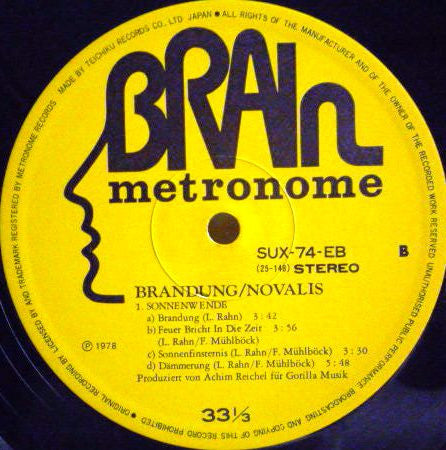 MADE BY TEICHIKU RECORDS CO., LTD JAPAN ● ALL RIGHTS OF THE MANUFACTURER AND OF THE OWNER OF THE RECORDED WORK RESERVED UNAUTHORISED PUBLIC PERFORMANCE BROADCASTING AND COPYING OF THIS RECORD PROHIBITED ● ORIGINAL RECORDING BY LICENSED BY AND TRADEMARK REGISTERED BY METRONOME RECORDS
BRAIn
metronome
SUX-74-EB
B
(25-148) STEREO
BRANDUNG/NOVALIS
1. SONNENWENDE
a) Brandung (L. Rahn) 3 : 42
b) Feuer Bricht In Die Zeit 3 : 56
(L. Rahn/F. Mühlböck)
c) Sonnenfinsternis (L. Rahn/F. Mühlböck) 3 : 30
d) Dämmerung (L. Rahn/F. Mühlböck) 5 : 48
Produziert von Achim Reichel für Gorilla Musik
Ⓟ 1978
33 1/3